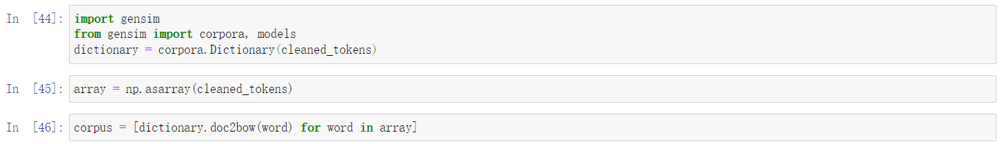 In [44]: import gensim
from gensim import corpora, models
dictionary = corpora.Dictionary(cleaned_tokens)
In [45]: array = np.asarray(cleaned_tokens)
In [46]: corpus = [dictionary.doc2bow(word) for word in array]